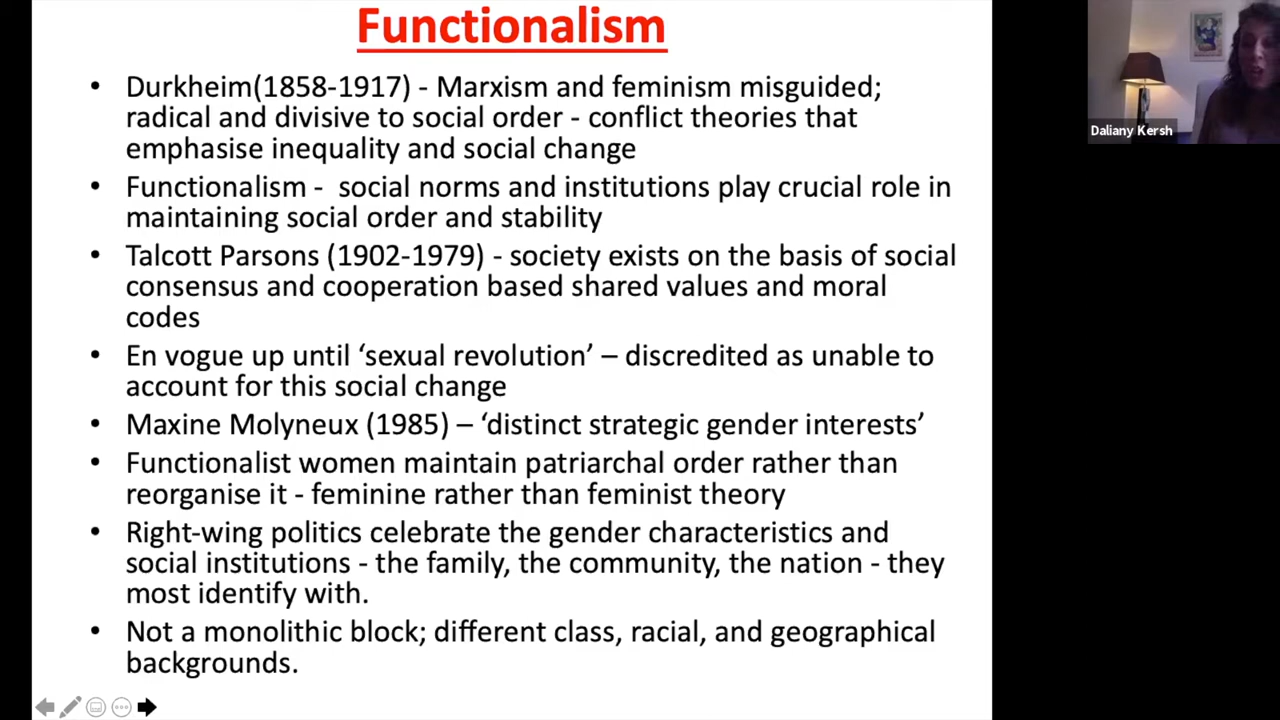 Functionalism
• Durkheim(1858-1917) - Marxism and feminism misguided;
radical and divisive to social order - conflict theories that
emphasise inequality and social change
• Functionalism -  social norms and institutions play crucial role in
maintaining social order and stability
• Talcott Parsons (1902-1979) - society exists on the basis of social
consensus and cooperation based shared values and moral
codes
• En vogue up until ‘sexual revolution’ – discredited as unable to
account for this social change
• Maxine Molyneux (1985) – ‘distinct strategic gender interests’
• Functionalist women maintain patriarchal order rather than
reorganise it - feminine rather than feminist theory
• Right-wing politics celebrate the gender characteristics and
social institutions - the family, the community, the nation - they
most identify with.
• Not a monolithic block; different class, racial, and geographical
backgrounds.
Daliany Kersh